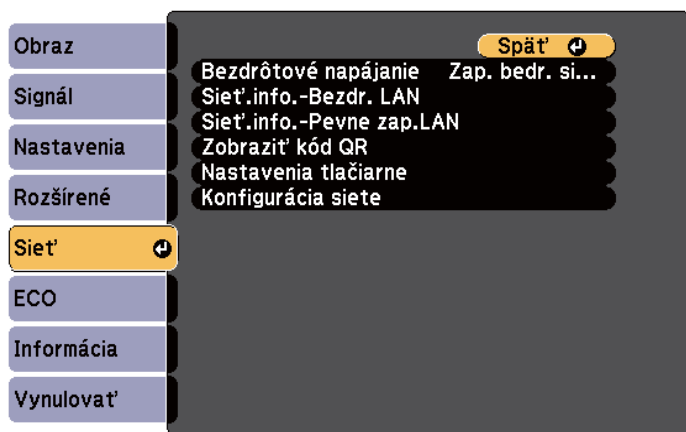 Obraz
Signál
Nastavenia
Rozšírené
Sieť
ECO
Informácia
Vynulovať
Späť
Bezdrôtové napájanie Zap. bedr. si...
Sieť.info.-Bezdr. LAN
Sieť.info.-Pevne zap.LAN
Zobraziť kód QR
Nastavenia tlačiarne
Konfigurácia siete